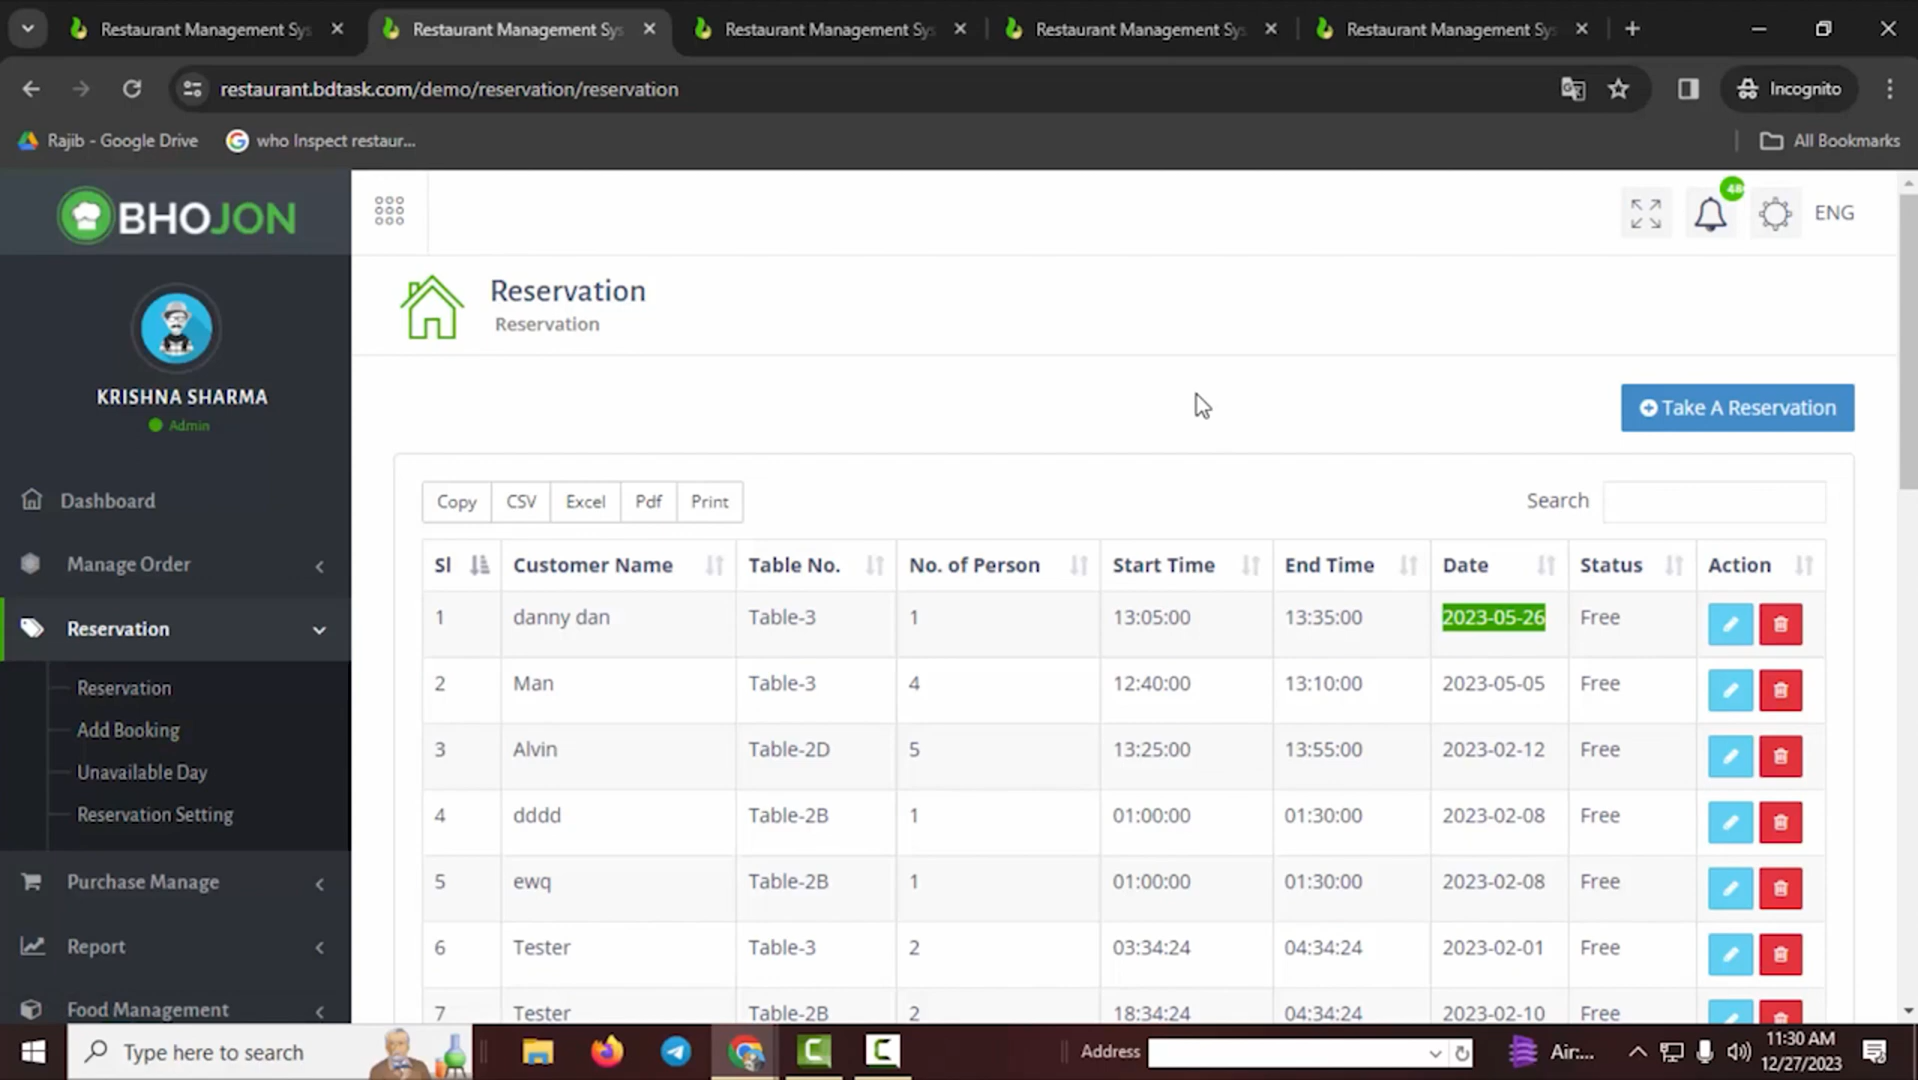 Restaurant Management Sys
Restaurant Management Sys
Restaurant Management Sys
Restaurant Management Sys
Restaurant Management Sys
restaurant.bdtask.com/demo/reservation/reservation
Incognito
Rajib - Google Drive
who Inspect restaur...
All Bookmarks
BHOJON
48
ENG
KRISHNA SHARMA
Admin
Dashboard
Manage Order
Reservation
Reservation
Add Booking
Unavailable Day
Reservation Setting
Purchase Manage
Report
Food Management
Reservation
Reservation
Take A Reservation
Copy CSV Excel Pdf Print
Search
Sl Customer Name Table No. No. of Person Start Time End Time Date Status Action
1 danny dan Table-3 1 13:05:00 13:35:00 2023-05-26 Free
2 Man Table-3 4 12:40:00 13:10:00 2023-05-05 Free
3 Alvin Table-2D 5 13:25:00 13:55:00 2023-02-12 Free
4 dddd Table-2B 1 01:00:00 01:30:00 2023-02-08 Free
5 ewq Table-2B 1 01:00:00 01:30:00 2023-02-08 Free
6 Tester Table-3 2 03:34:24 04:34:24 2023-02-01 Free
7 Tester Table-2B 2 18:34:24 04:34:24 2023-02-10 Free
Type here to search
Address
Air:...
11:30 AM
12/27/2023